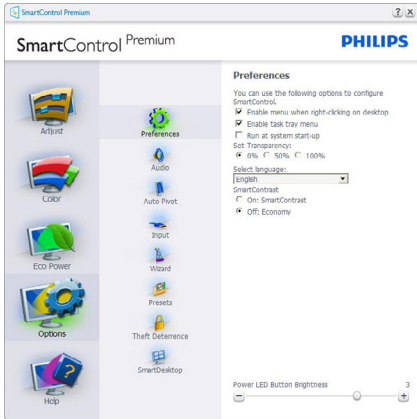 SmartControl Premium
SmartControl Premium
PHILIPS
Adjust
Color
Eco Power
Options
Help
Preferences
Audio
Auto Pivot
Input
Wizard
Presets
Theft Deterrence
SmartDesktop
Preferences
You can use the following options to configure
SmartControl.
Enable menu when right-clicking on desktop
Enable task tray menu
Run at system start-up
Set Transparency:
0% 50% 100%
Select language:
English
SmartContrast
On: SmartContrast
Off: Economy
Power LED Button Brightness 3